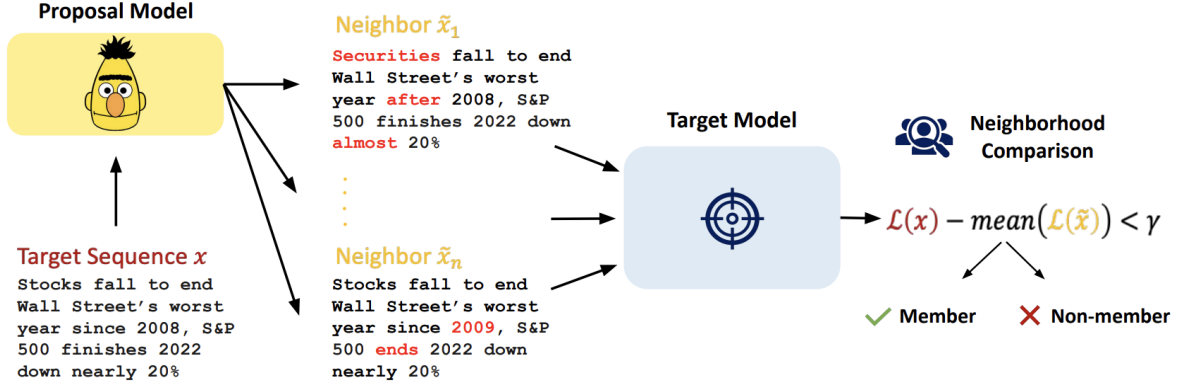 Proposal Model
Target Sequence x
Stocks fall to end
Wall Street's worst
year since 2008, S&P
500 finishes 2022
down nearly 20%
Neighbor x̃₁
Securities fall to end
Wall Street's worst
year after 2008, S&P
500 finishes 2022 down
almost 20%
Neighbor x̃ₙ
Stocks fall to end
Wall Street's worst
year since 2009, S&P
500 ends 2022 down
nearly 20%
Target Model
Neighborhood
Comparison
ℒ(x) − mean(ℒ(x̃)) < γ
Member
Non-member